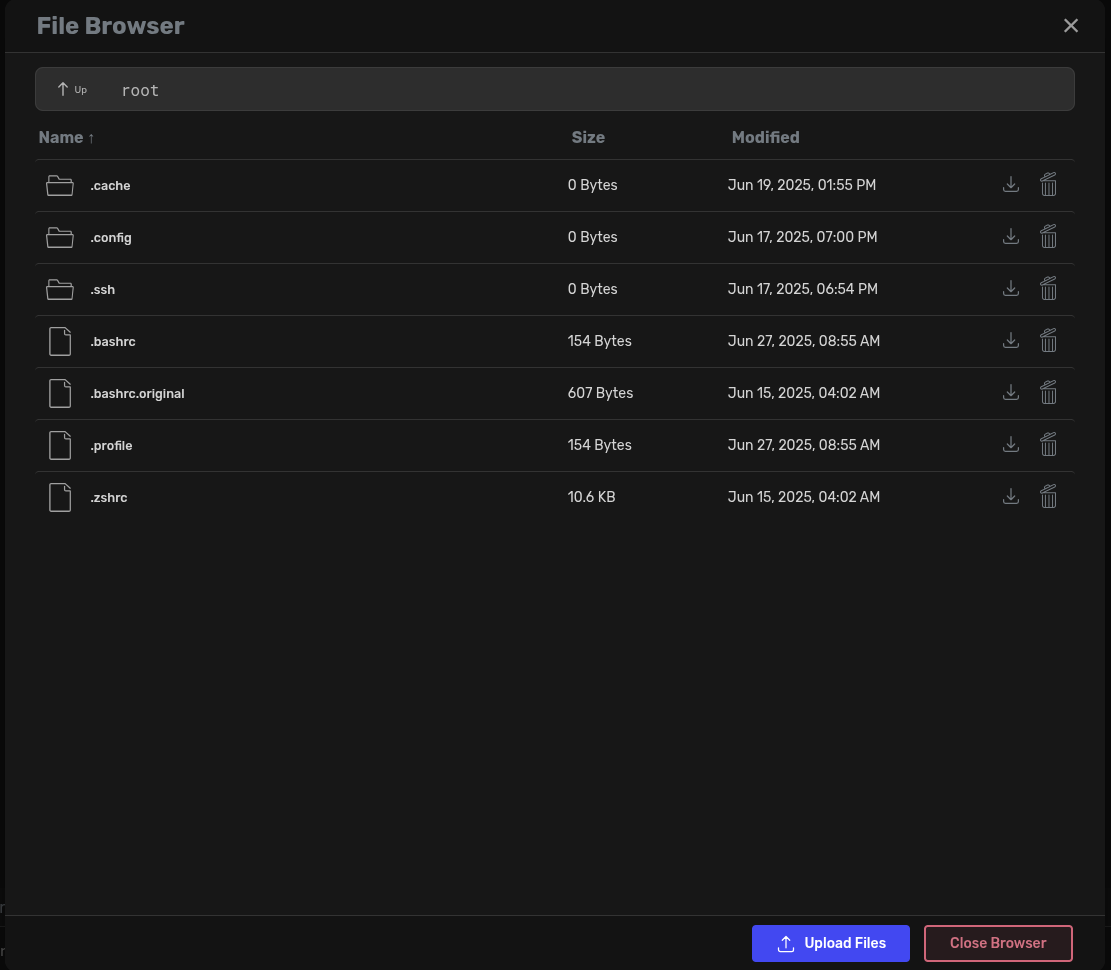 File Browser
↑ Up root
Name ↑ Size Modified
.cache 0 Bytes Jun 19, 2025, 01:55 PM
.config 0 Bytes Jun 17, 2025, 07:00 PM
.ssh 0 Bytes Jun 17, 2025, 06:54 PM
.bashrc 154 Bytes Jun 27, 2025, 08:55 AM
.bashrc.original 607 Bytes Jun 15, 2025, 04:02 AM
.profile 154 Bytes Jun 27, 2025, 08:55 AM
.zshrc 10.6 KB Jun 15, 2025, 04:02 AM
Upload Files Close Browser